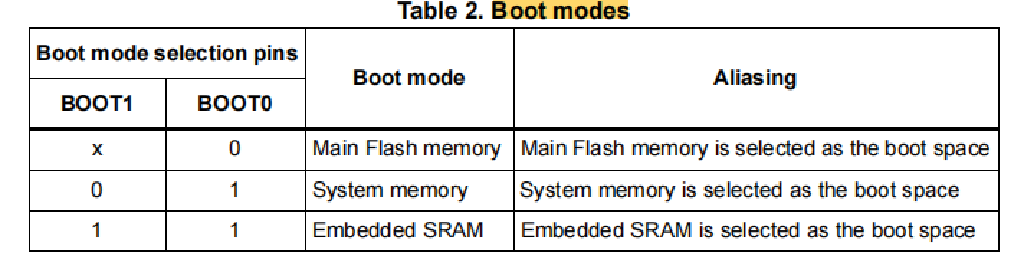 Table 2. Boot modes
Boot mode selection pins
Boot mode
Aliasing
BOOT1 BOOT0
x 0 Main Flash memory Main Flash memory is selected as the boot space
0 1 System memory System memory is selected as the boot space
1 1 Embedded SRAM Embedded SRAM is selected as the boot space